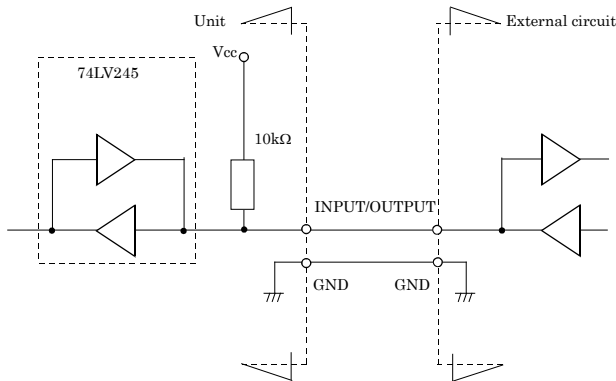 Unit
External circuit
Vcc
74LV245
10kΩ
INPUT/OUTPUT
GND
GND